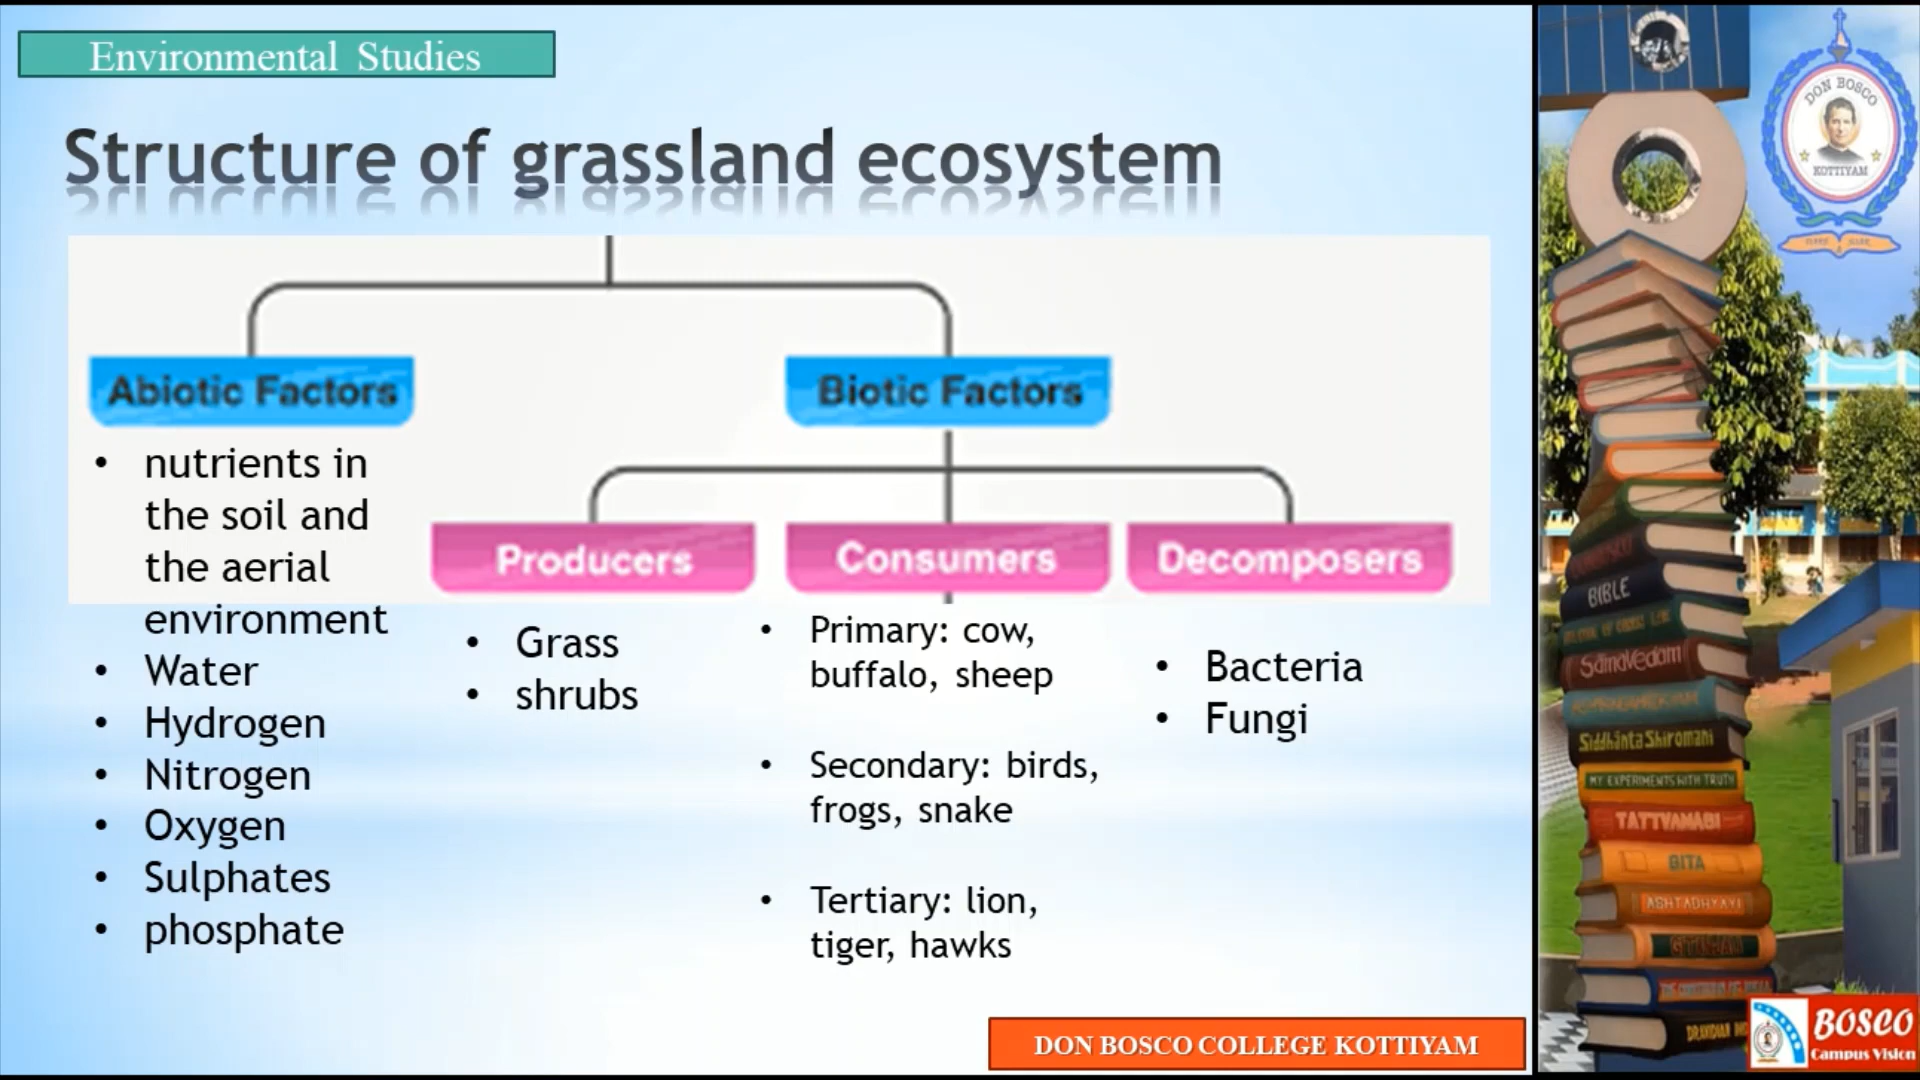 Environmental Studies
Structure of grassland ecosystem
Abiotic Factors
Biotic Factors
• nutrients in
the soil and
the aerial
environment
• Water
• Hydrogen
• Nitrogen
• Oxygen
• Sulphates
• phosphate
Producers
Consumers
Decomposers
• Grass
• shrubs
• Primary: cow,
buffalo, sheep
• Secondary: birds,
frogs, snake
• Tertiary: lion,
tiger, hawks
• Bacteria
• Fungi
DON BOSCO COLLEGE KOTTIYAM
DON BOSCO
KOTTIYAM
BIBLE
SamaVedam
Siddhānta Shiromani
MY EXPERIMENTS WITH TRUTH
TATTVAMASI
GITA
ASHTADHYAYI
BOSCO
Campus Vision